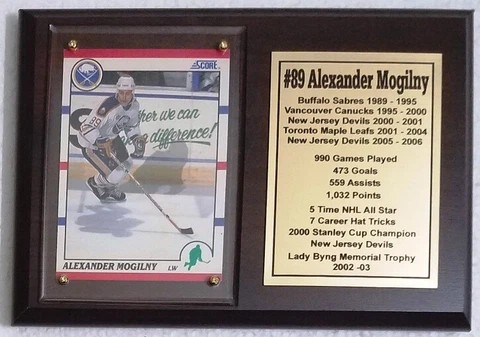 SCORE
ther we can
a difference!
89
ALEXANDER MOGILNY
LW
#89 Alexander Mogilny
Buffalo Sabres 1989 - 1995
Vancouver Canucks 1995 - 2000
New Jersey Devils 2000 - 2001
Toronto Maple Leafs 2001 - 2004
New Jersey Devils 2005 - 2006
990 Games Played
473 Goals
559 Assists
1,032 Points
5 Time NHL All Star
7 Career Hat Tricks
2000 Stanley Cup Champion
New Jersey Devils
Lady Byng Memorial Trophy
2002 -03